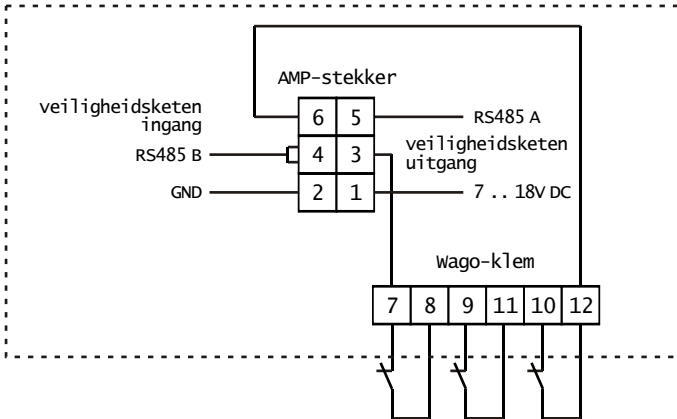 AMP-stekker
veiligheidsketen
ingang
6 5
RS485 A
RS485 B
4 3
veiligheidsketen
uitgang
GND
2 1
7 .. 18V DC
Wago-klem
7 8 9 11 10 12